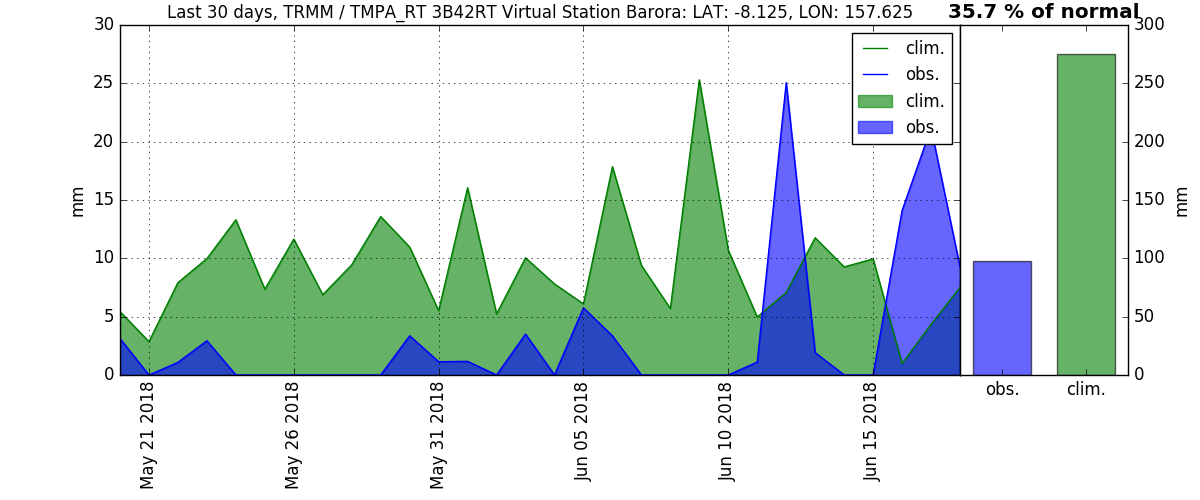 Last 30 days, TRMM / TMPA_RT 3B42RT Virtual Station Barora: LAT: -8.125, LON: 157.625
35.7 % of normal
30
25
20
15
10
5
0
mm
clim.
obs.
clim.
obs.
300
250
200
150
100
50
0
mm
May 21 2018
May 26 2018
May 31 2018
Jun 05 2018
Jun 10 2018
Jun 15 2018
obs.
clim.